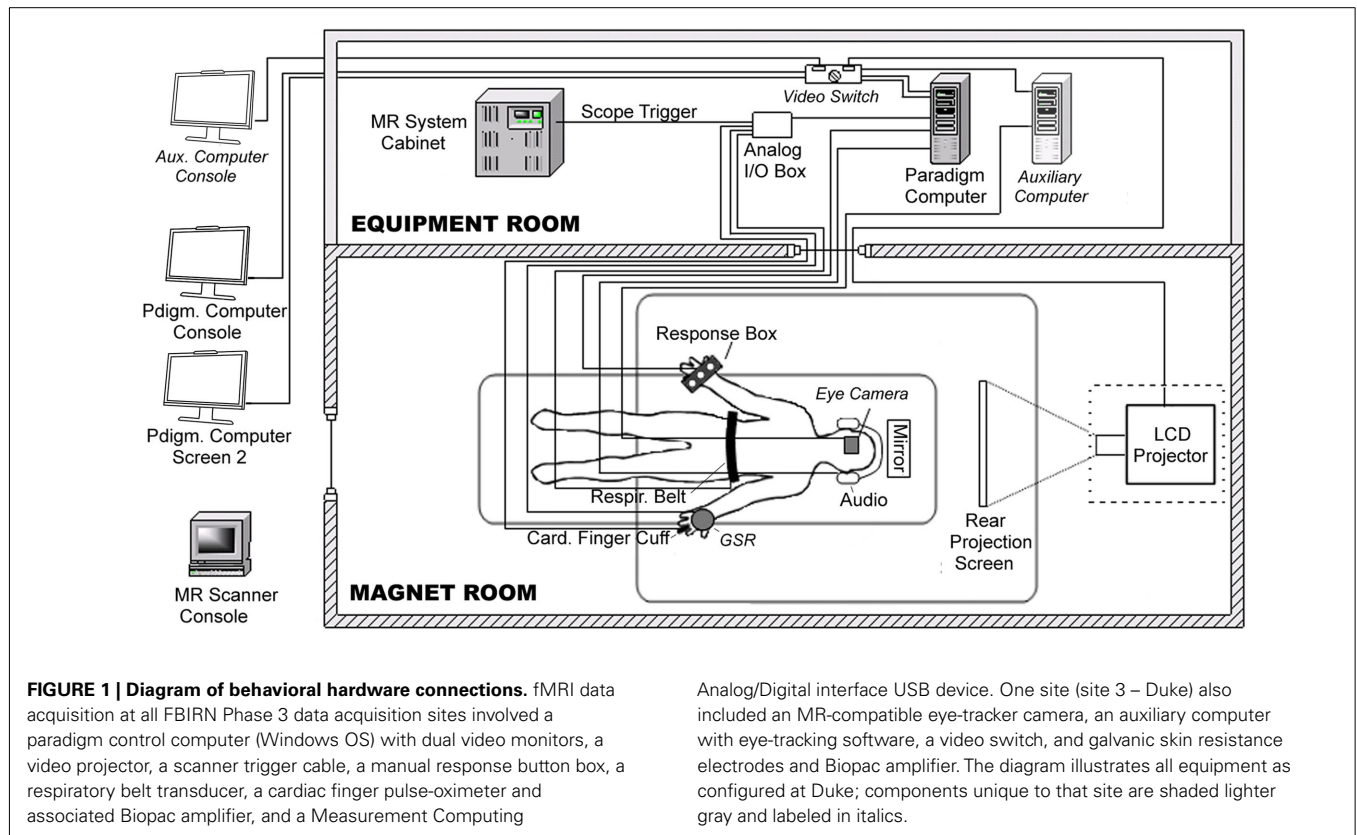 Aux. Computer
Console
Pdigm. Computer
Console
Pdigm. Computer
Screen 2
MR Scanner
Console
MR System
Cabinet
Scope Trigger
Video Switch
Analog
I/O Box
Paradigm
Computer
Auxiliary
Computer
EQUIPMENT ROOM
Response Box
Eye Camera
Mirror
LCD
Projector
Respir. Belt
Audio
Card. Finger Cuff
GSR
Rear
Projection
Screen
MAGNET ROOM
FIGURE 1 | Diagram of behavioral hardware connections. fMRI data
acquisition at all FBIRN Phase 3 data acquisition sites involved a
paradigm control computer (Windows OS) with dual video monitors, a
video projector, a scanner trigger cable, a manual response button box, a
respiratory belt transducer, a cardiac finger pulse-oximeter and
associated Biopac amplifier, and a Measurement Computing
Analog/Digital interface USB device. One site (site 3 – Duke) also
included an MR-compatible eye-tracker camera, an auxiliary computer
with eye-tracking software, a video switch, and galvanic skin resistance
electrodes and Biopac amplifier. The diagram illustrates all equipment as
configured at Duke; components unique to that site are shaded lighter
gray and labeled in italics.